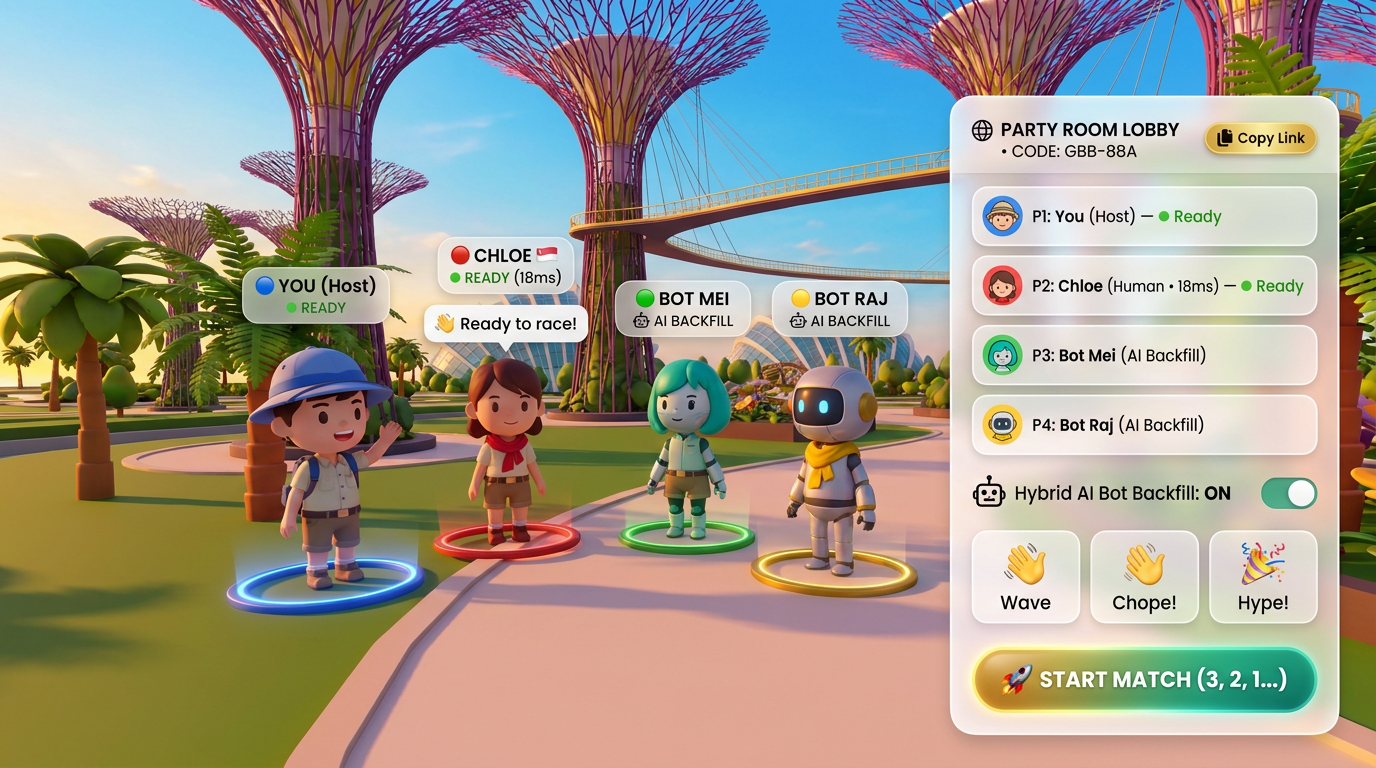 YOU (Host)
READY
CHLOE
READY (18ms)
👋 Ready to race!
BOT MEI
AI BACKFILL
BOT RAJ
AI BACKFILL
PARTY ROOM LOBBY
• CODE: GBB-88A
Copy Link
P1: You (Host) — Ready
P2: Chloe (Human • 18ms) — Ready
P3: Bot Mei (AI Backfill)
P4: Bot Raj (AI Backfill)
Hybrid AI Bot Backfill: ON
Wave
Chope!
Hype!
🚀 START MATCH (3, 2, 1...)